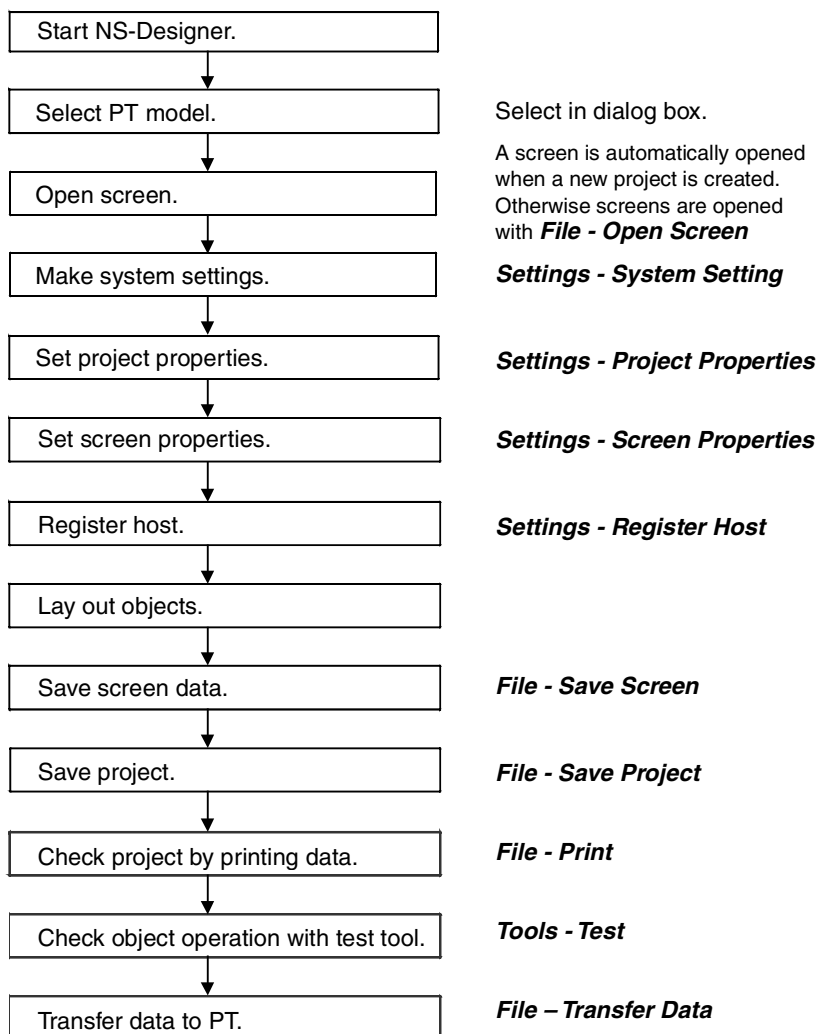 Start NS-Designer.
Select PT model.
Select in dialog box.
Open screen.
A screen is automatically opened
when a new project is created.
Otherwise screens are opened
with File - Open Screen
Make system settings.
Settings - System Setting
Set project properties.
Settings - Project Properties
Set screen properties.
Settings - Screen Properties
Register host.
Settings - Register Host
Lay out objects.
Save screen data.
File - Save Screen
Save project.
File - Save Project
Check project by printing data.
File - Print
Check object operation with test tool.
Tools - Test
Transfer data to PT.
File – Transfer Data